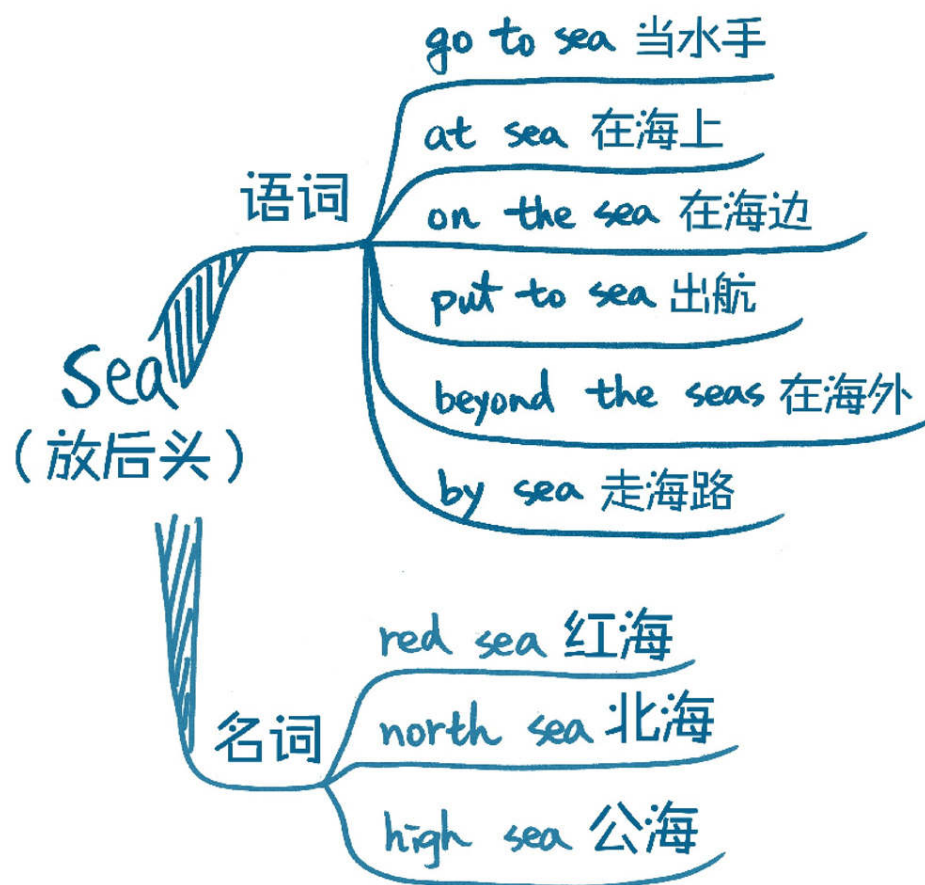 Sea
(放后头)
语词
go to sea 当水手
at sea 在海上
on the sea 在海边
put to sea 出航
beyond the seas 在海外
by sea 走海路
名词
red sea 红海
north sea 北海
high sea 公海